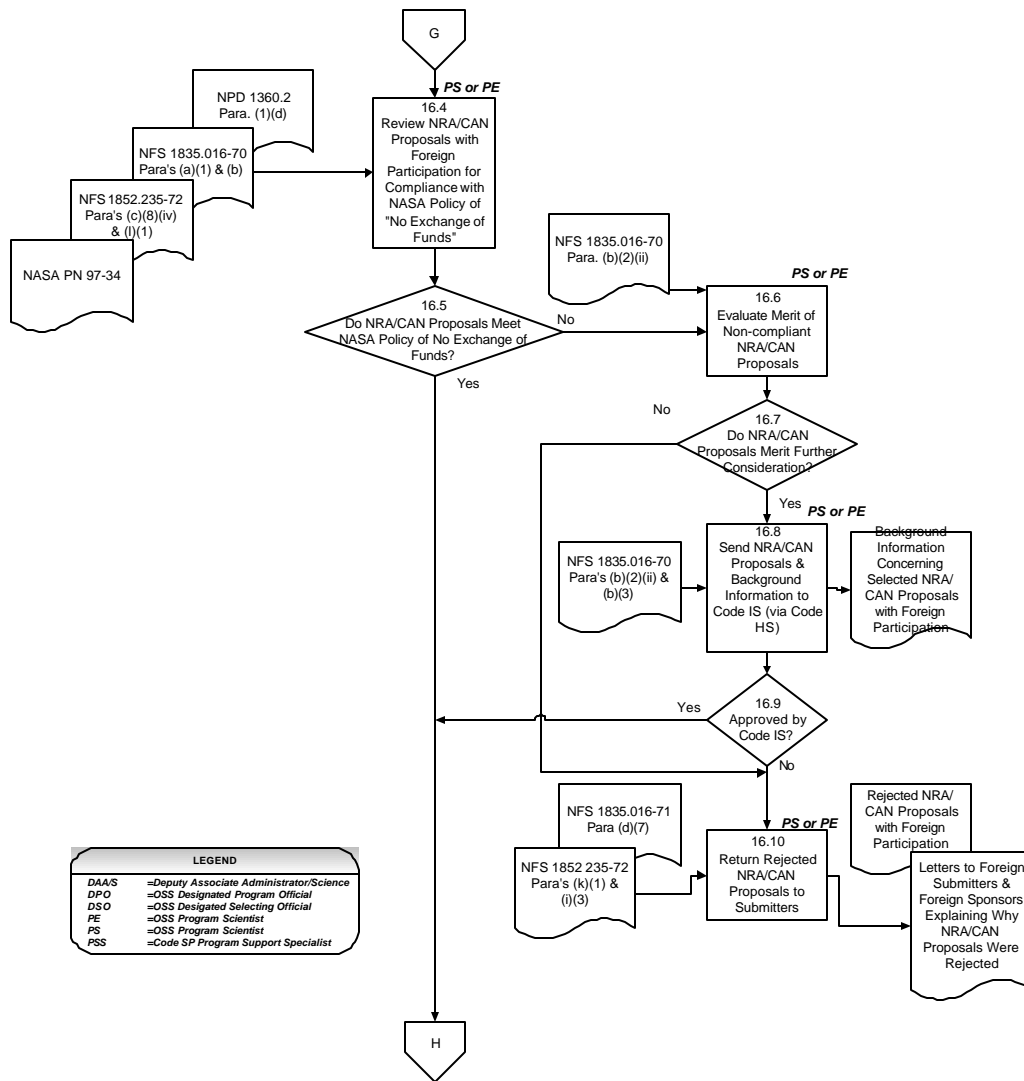 G
PS or PE
NPD 1360.2
Para. (1)(d)
NFS 1835.016-70
Para's (a)(1) & (b)
NFS 1852.235-72
Para's (c)(8)(iv)
& (l)(1)
NASA PN 97-34
16.4
Review NRA/CAN
Proposals with
Foreign
Participation for
Compliance with
NASA Policy of
"No Exchange of
Funds"
16.5
Do NRA/CAN Proposals Meet
NASA Policy of No Exchange of
Funds?
No
Yes
NFS 1835.016-70
Para. (b)(2)(ii)
PS or PE
16.6
Evaluate Merit of
Non-compliant
NRA/CAN
Proposals
No
16.7
Do NRA/CAN
Proposals Merit Further
Consideration?
Yes
PS or PE
NFS 1835.016-70
Para's (b)(2)(ii) &
(b)(3)
16.8
Send NRA/CAN
Proposals &
Background
Information to
Code IS (via Code
HS)
Background
Information
Concerning
Selected NRA/
CAN Proposals
with Foreign
Participation
16.9
Approved by
Code IS?
Yes
No
NFS 1835.016-71
Para (d)(7)
NFS 1852 235-72
Para's (k)(1) &
(i)(3)
PS or PE
16.10
Return Rejected
NRA/CAN
Proposals to
Submitters
Rejected NRA/
CAN Proposals
with Foreign
Participation
Letters to Foreign
Submitters &
Foreign Sponsors
Explaining Why
NRA/CAN
Proposals Were
Rejected
LEGEND
DAA/S =Deputy Associate Administrator/Science
DPO =OSS Designated Program Official
DSO =OSS Desigated Selecting Official
PE =OSS Program Scientist
PS =OSS Program Scientist
PSS =Code SP Program Support Specialist
H